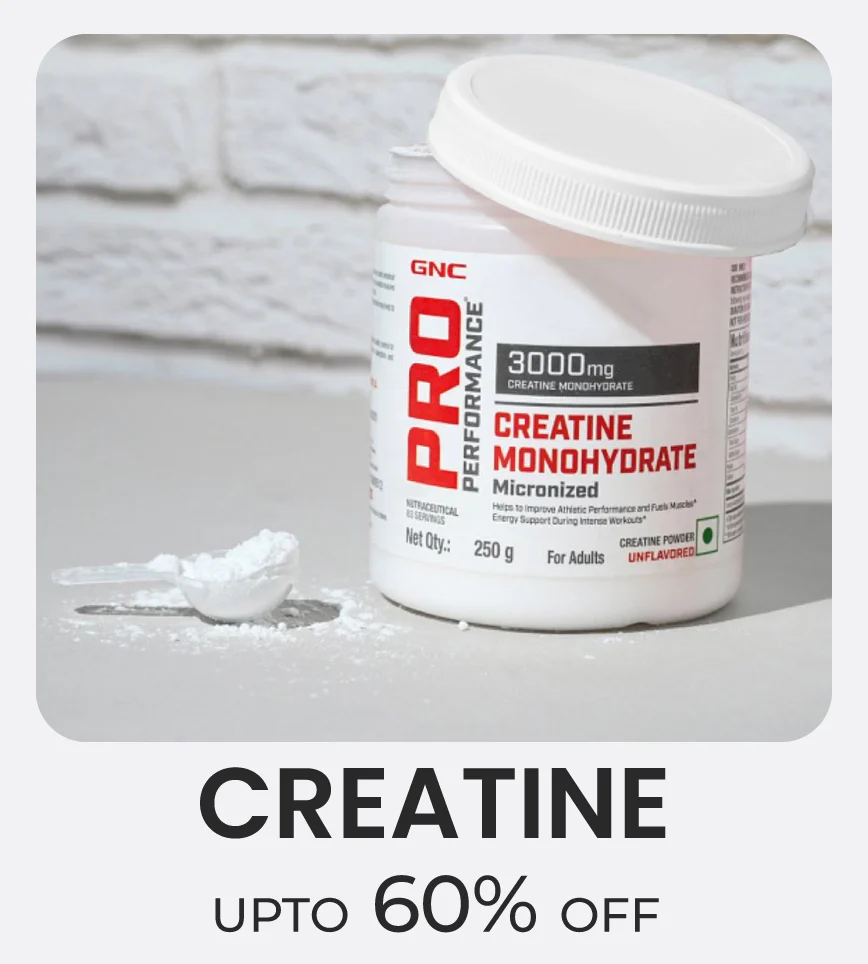 GNC
PRO
PERFORMANCE
3000mg
CREATINE MONOHYDRATE
CREATINE
MONOHYDRATE
Micronized
Helps to Improve Athletic Performance and Fuels Muscles*
Energy Support During Intense Workouts*
NUTRACEUTICAL
83 SERVINGS
Net Qty.: 250 g
For Adults
CREATINE POWDER
UNFLAVORED
CREATINE
UPTO 60% OFF